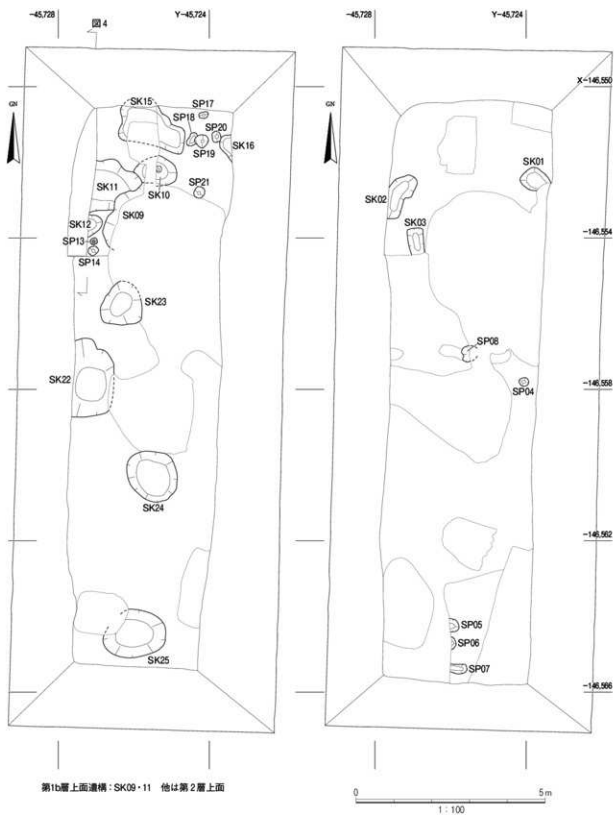 -45,728
Y-45,724
図4
GN
SK15
SP17
SP18
SP20
SP19
SK16
SK11
SK10
SP21
SK12
SK09
SP13
SP14
SK23
SK22
SK24
SK25
-45,728
Y-45,724
X-146,550
GN
SK01
SK02
SK03
-146,554
SP08
-146,558
SP04
-146,562
SP05
SP06
SP07
-146,566
第1b層上面遺構：SK09・11　他は第2層上面
0 5m
1：100